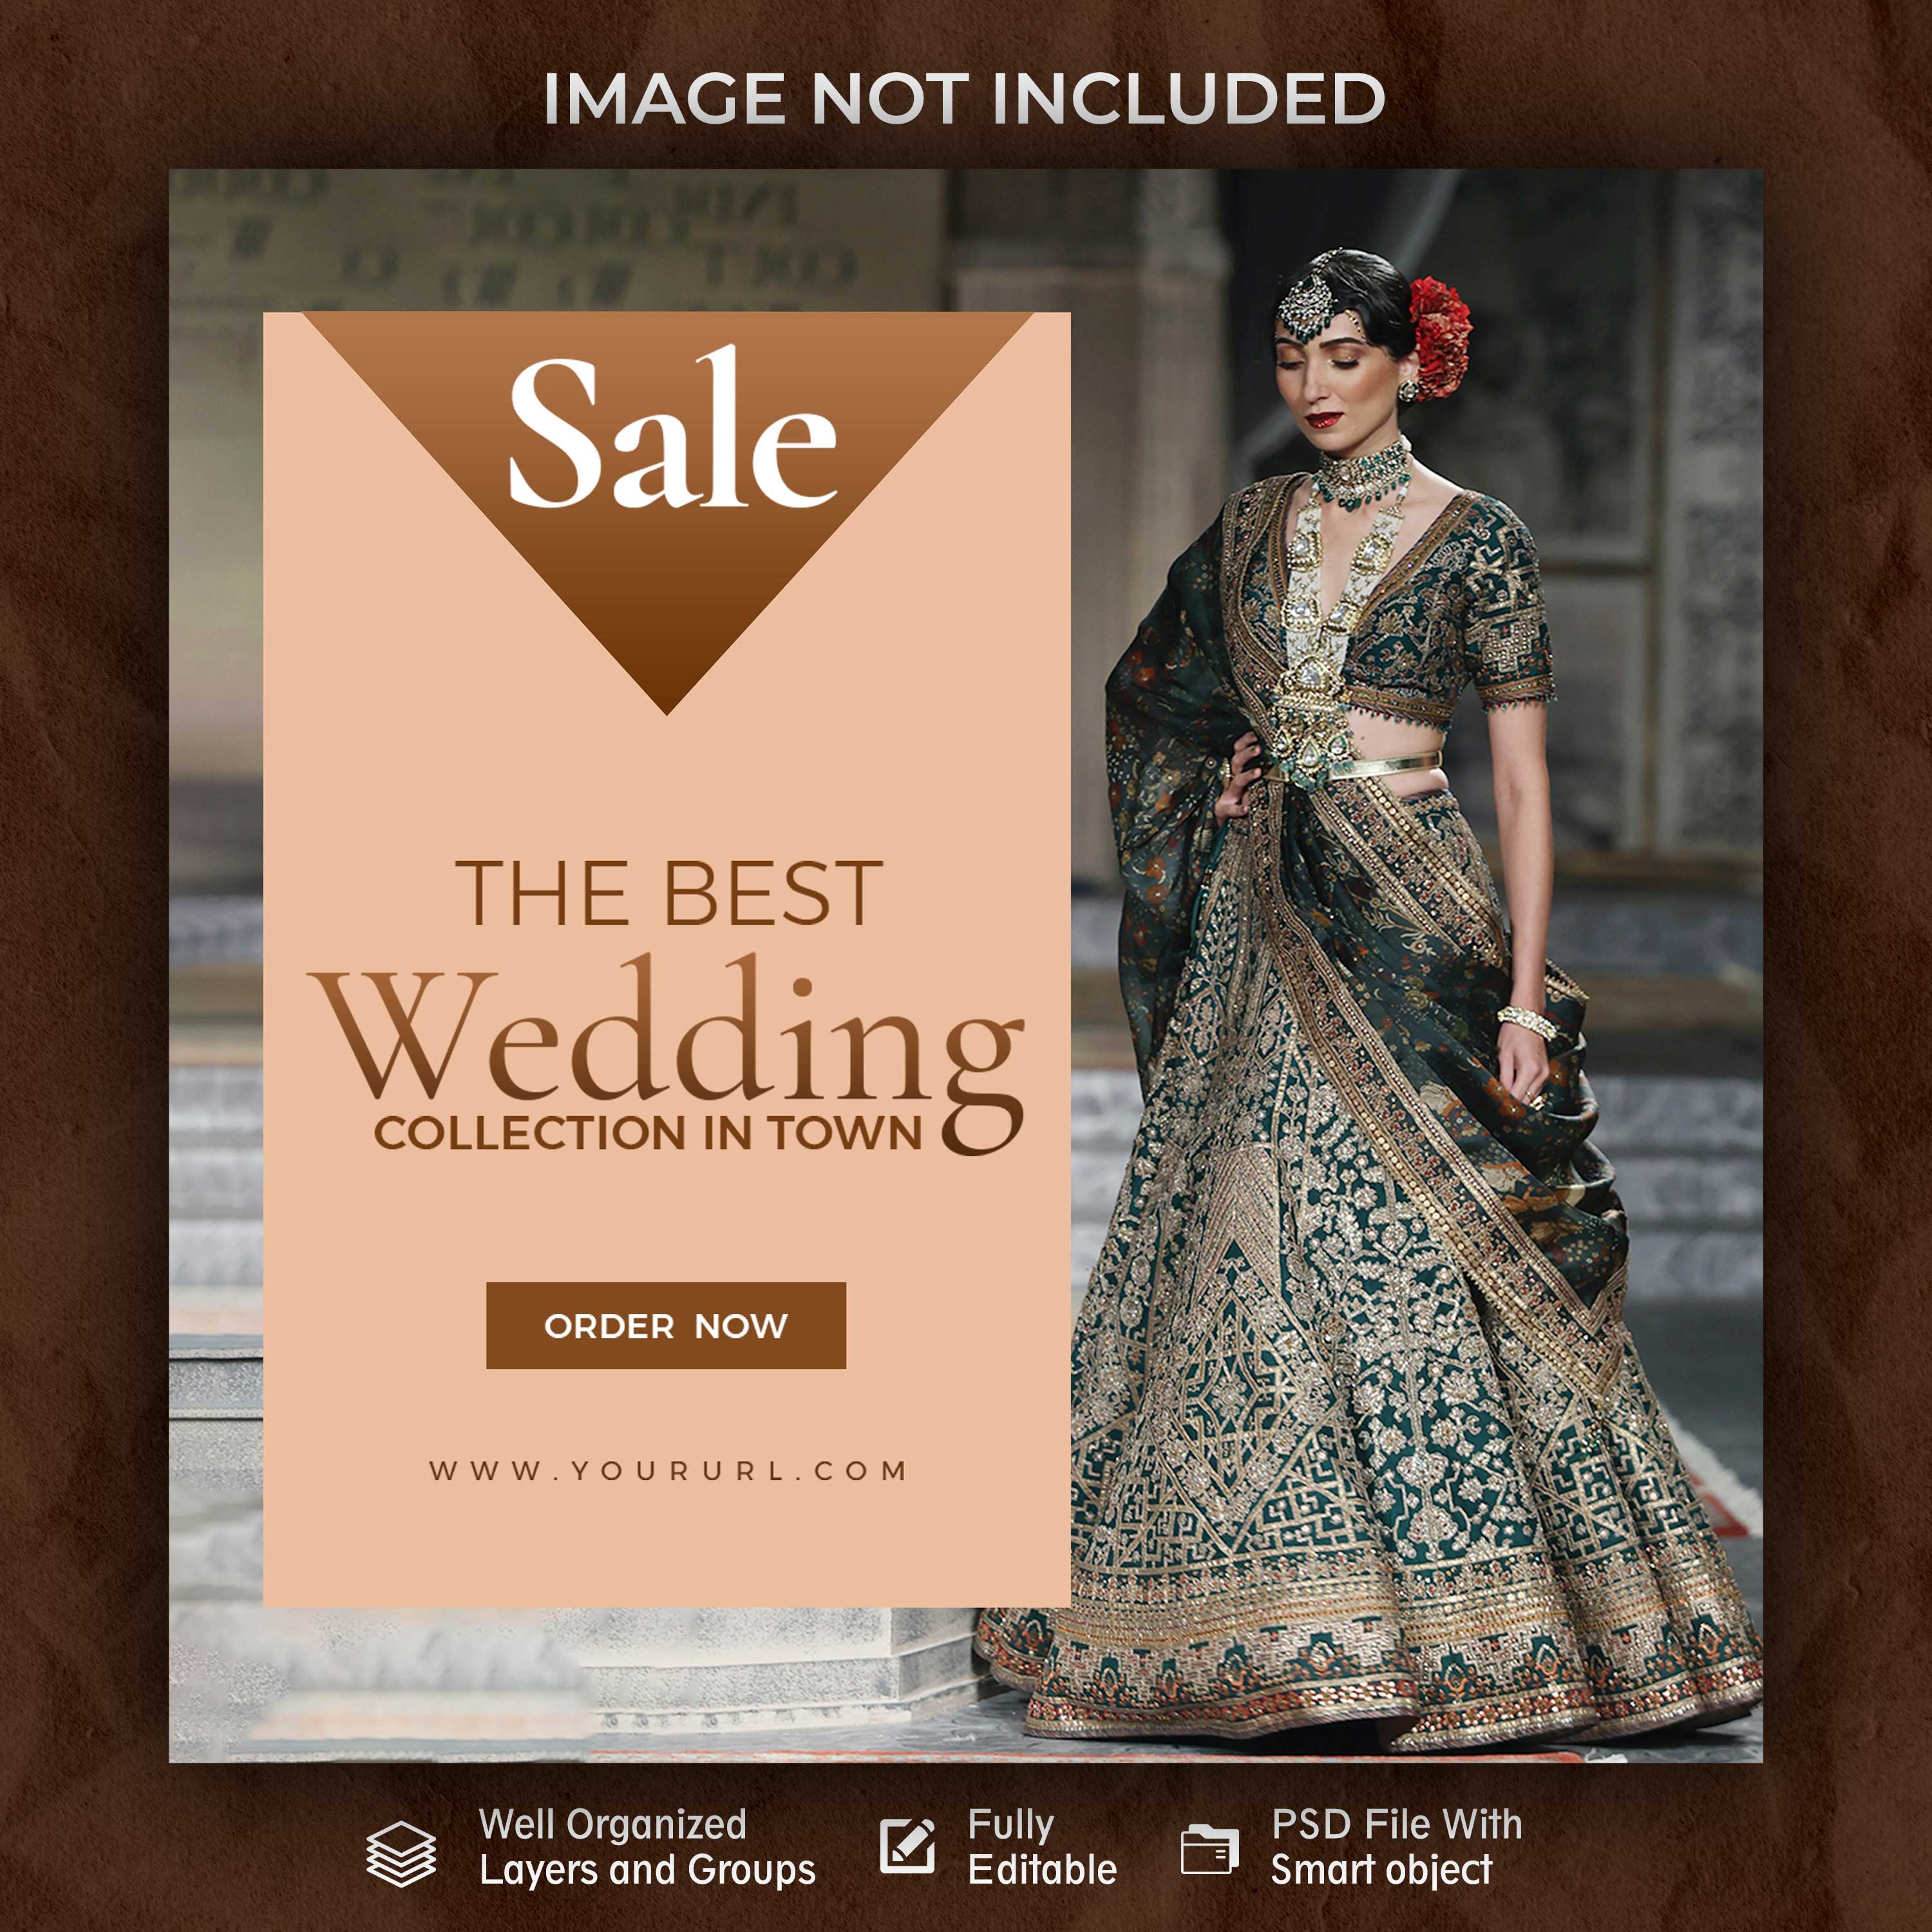 IMAGE NOT INCLUDED
Sale
THE BEST
Wedding
COLLECTION IN TOWN
ORDER NOW
WWW.YOURURL.COM
Well Organized
Layers and Groups
Fully
Editable
PSD File With
Smart object